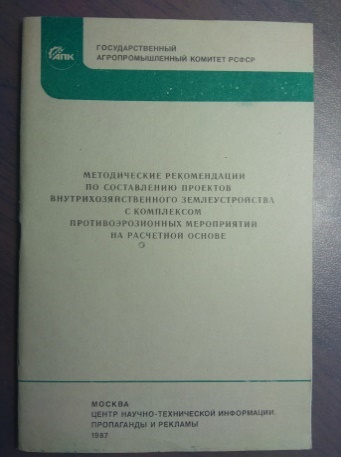 АПК
ГОСУДАРСТВЕННЫЙ
АГРОПРОМЫШЛЕННЫЙ КОМИТЕТ РСФСР
МЕТОДИЧЕСКИЕ РЕКОМЕНДАЦИИ
ПО СОСТАВЛЕНИЮ ПРОЕКТОВ
ВНУТРИХОЗЯЙСТВЕННОГО ЗЕМЛЕУСТРОЙСТВА
С КОМПЛЕКСОМ
ПРОТИВОЭРОЗИОННЫХ МЕРОПРИЯТИЙ
НА РАСЧЕТНОЙ ОСНОВЕ
МОСКВА
ЦЕНТР НАУЧНО-ТЕХНИЧЕСКОЙ ИНФОРМАЦИИ,
ПРОПАГАНДЫ И РЕКЛАМЫ
1987